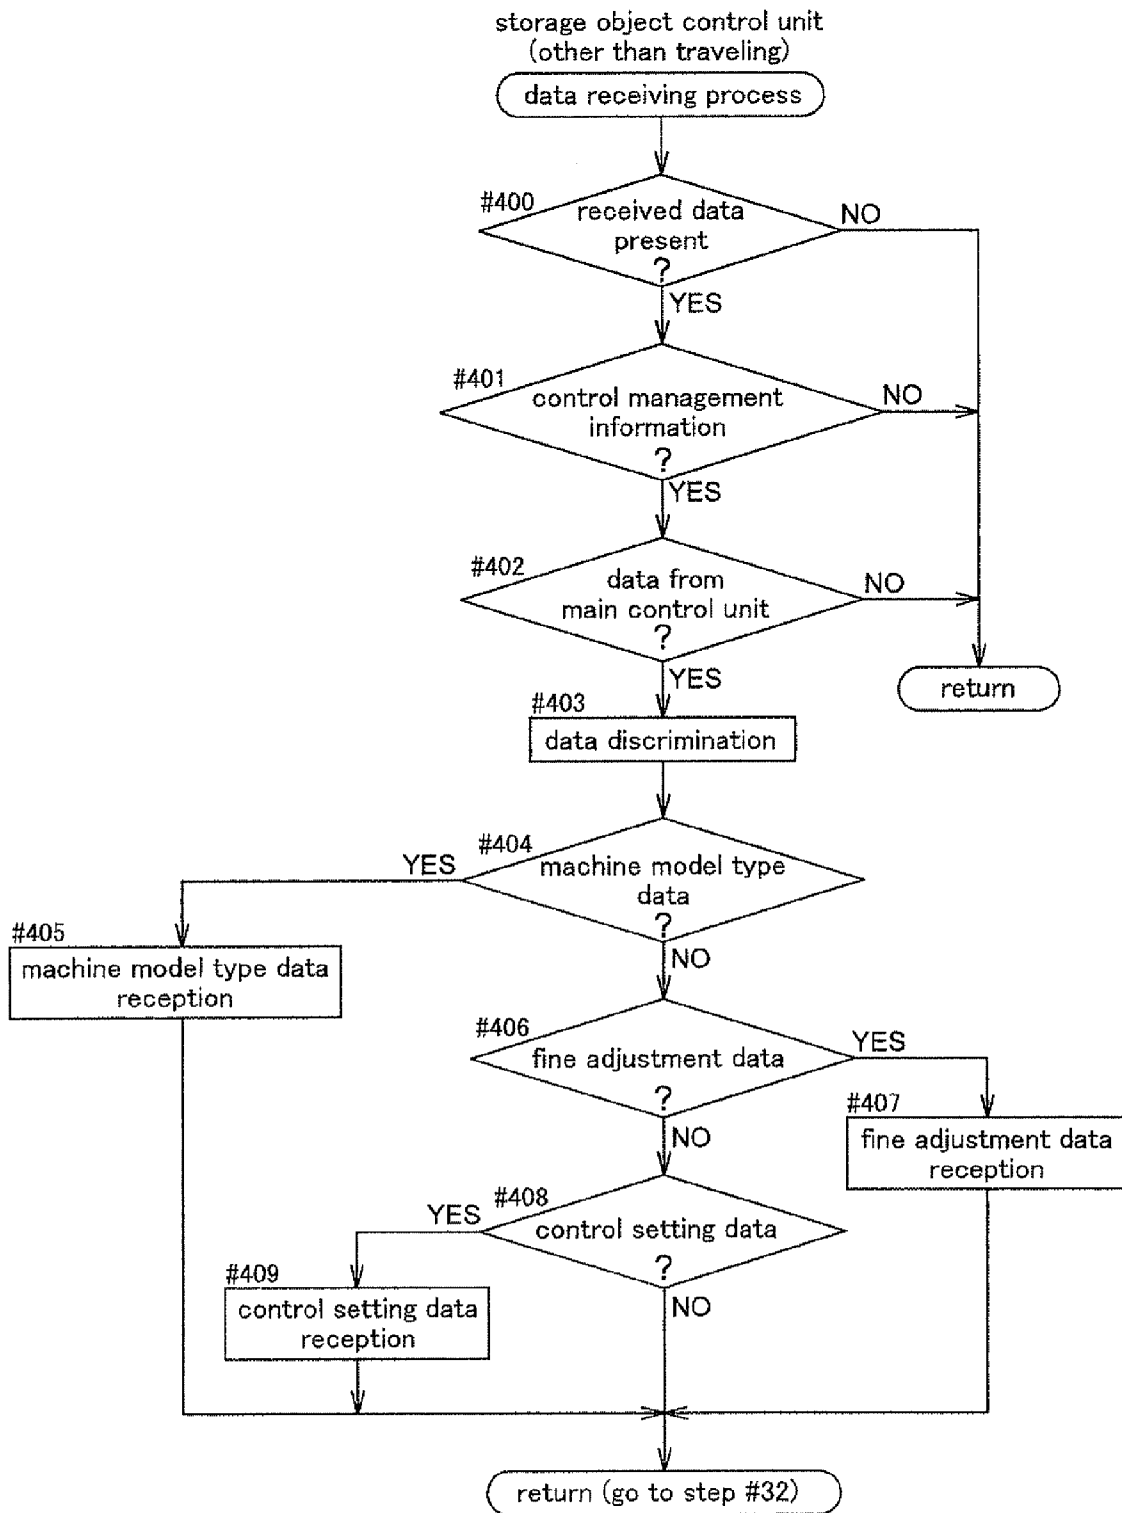 storage object control unit
(other than traveling)
data receiving process
#400
received data
present
?
NO
YES
#401
control management
information
?
NO
YES
#402
data from
main control unit
?
NO
YES
return
#403
data discrimination
#404
YES
machine model type
data
?
NO
#405
machine model type data
reception
#406
fine adjustment data
?
YES
NO
#407
fine adjustment data
reception
#408
YES
control setting data
?
NO
#409
control setting data
reception
return (go to step #32)